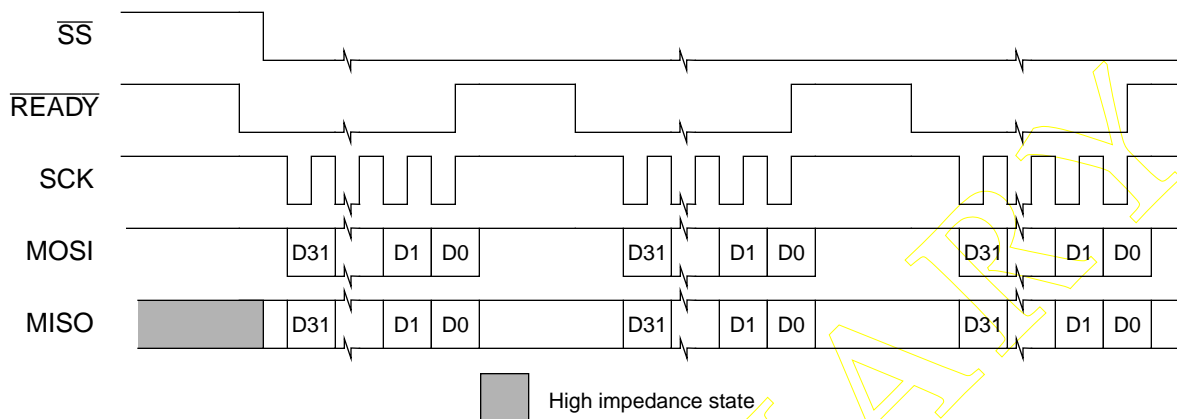 SS
READY
SCK
MOSI D31 D1 D0 D31 D1 D0 D31 D1 D0
MISO D31 D1 D0 D31 D1 D0 D31 D1 D0
High impedance state
A R Y